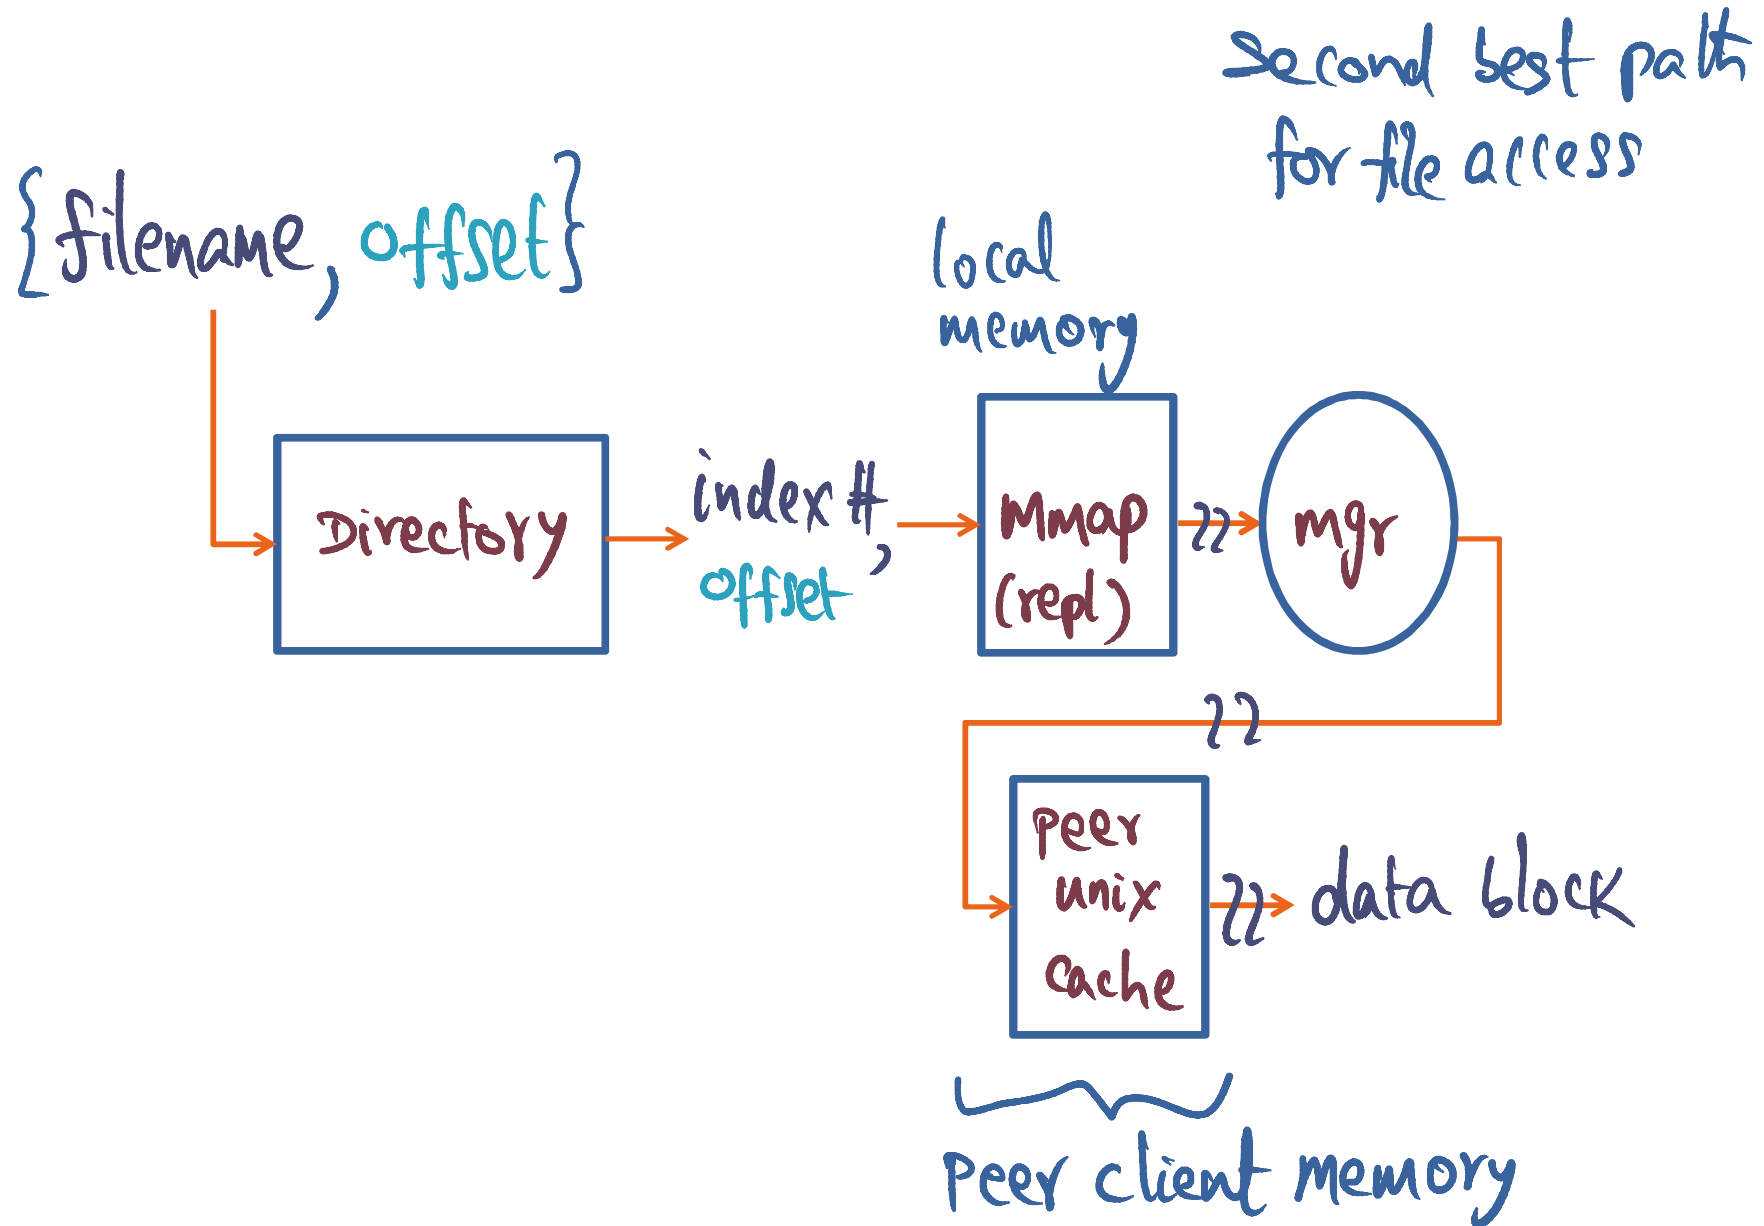 second best path
for file access
{filename, offset}
local
memory
Directory
index #,
offset
Mmap
(repl)
mgr
peer
unix
cache
data block
Peer client memory